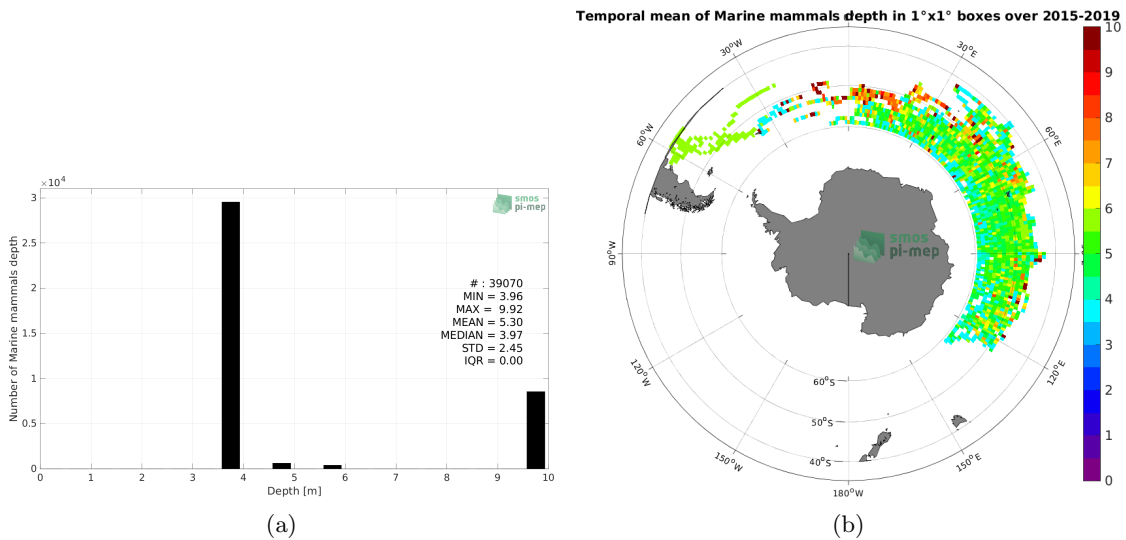 Temporal mean of Marine mammals depth in 1°x1° boxes over 2015-2019
×10⁴
3
2.5
2
1.5
1
0.5
0
Number of Marine mammals depth
smos
pi-mep
# : 39070
MIN = 3.96
MAX = 9.92
MEAN = 5.30
MEDIAN = 3.97
STD = 2.45
IQR = 0.00
0 1 2 3 4 5 6 7 8 9 10
Depth [m]
(a)
30°W
0°
30°E
60°W
60°E
90°W
120°W
120°E
150°W
150°E
180°W
60°S
50°S
40°S
smos
pi-mep
10
9
8
7
6
5
4
3
2
1
0
(b)